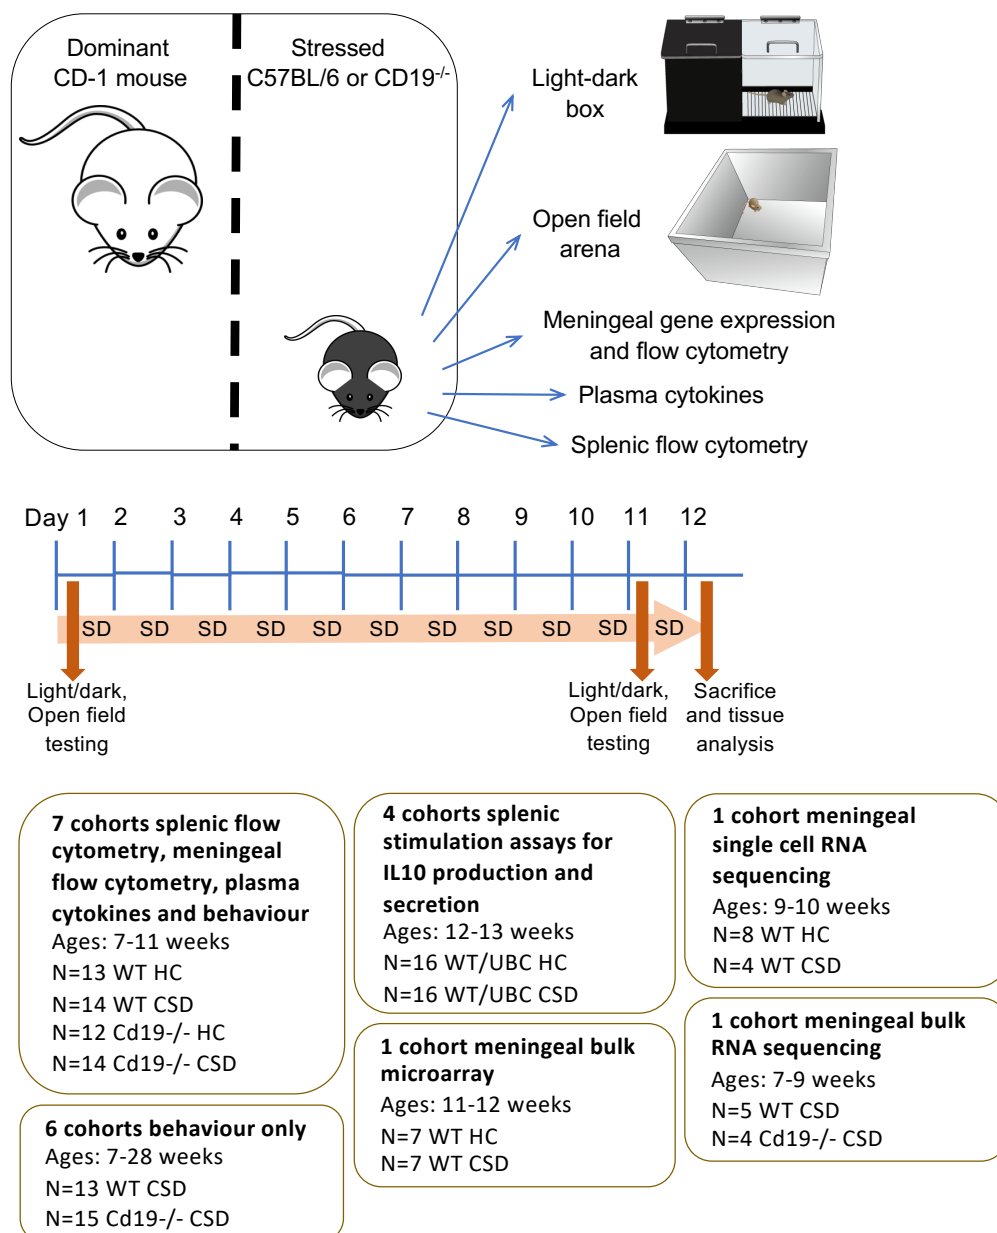 Dominant
CD-1 mouse
Stressed
C57BL/6 or CD19-/-
Light-dark
box
Open field
arena
Meningeal gene expression
and flow cytometry
Plasma cytokines
Splenic flow cytometry
Day 1 2 3 4 5 6 7 8 9 10 11 12
SD SD SD SD SD SD SD SD SD SD SD
Light/dark,
Open field
testing
Light/dark,
Open field
testing
Sacrifice
and tissue
analysis
7 cohorts splenic flow
cytometry, meningeal
flow cytometry, plasma
cytokines and behaviour
Ages: 7-11 weeks
N=13 WT HC
N=14 WT CSD
N=12 Cd19-/- HC
N=14 Cd19-/- CSD
6 cohorts behaviour only
Ages: 7-28 weeks
N=13 WT CSD
N=15 Cd19-/- CSD
4 cohorts splenic
stimulation assays for
IL10 production and
secretion
Ages: 12-13 weeks
N=16 WT/UBC HC
N=16 WT/UBC CSD
1 cohort meningeal bulk
microarray
Ages: 11-12 weeks
N=7 WT HC
N=7 WT CSD
1 cohort meningeal
single cell RNA
sequencing
Ages: 9-10 weeks
N=8 WT HC
N=4 WT CSD
1 cohort meningeal bulk
RNA sequencing
Ages: 7-9 weeks
N=5 WT CSD
N=4 Cd19-/- CSD